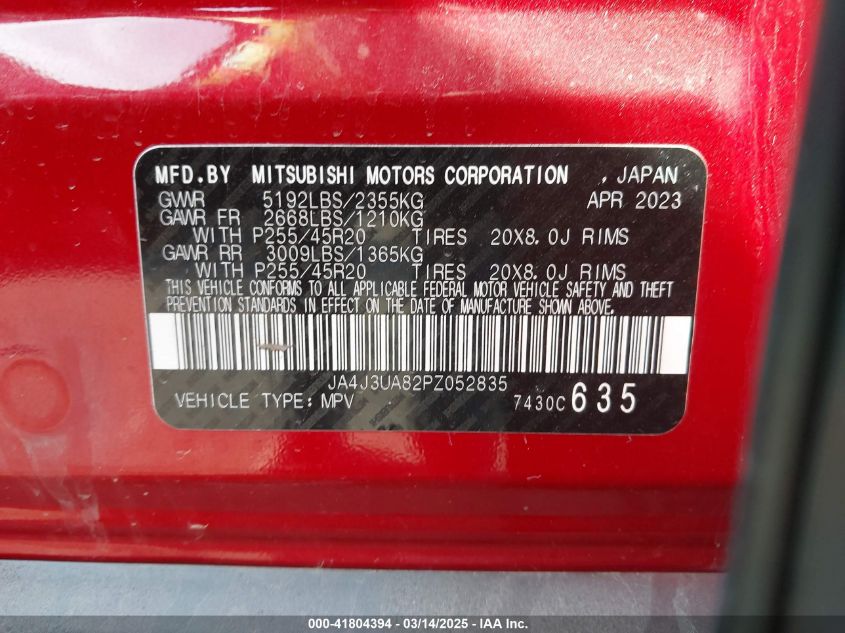 MFD.BY MITSUBISHI MOTORS CORPORATION , JAPAN
GVWR 5192LBS/2355KG APR 2023
GAWR FR 2668LBS/1210KG
WITH P255/45R20 TIRES 20X8.0J RIMS
GAWR RR 3009LBS/1365KG
WITH P255/45R20 TIRES 20X8.0J RIMS
THIS VEHICLE CONFORMS TO ALL APPLICABLE FEDERAL MOTOR VEHICLE SAFETY AND THEFT
PREVENTION STANDARDS IN EFFECT ON THE DATE OF MANUFACTURE SHOWN ABOVE.
JA4J3UA82PZ052835
VEHICLE TYPE:MPV 7430C 635
000-41804394 - 03/14/2025 - IAA Inc.